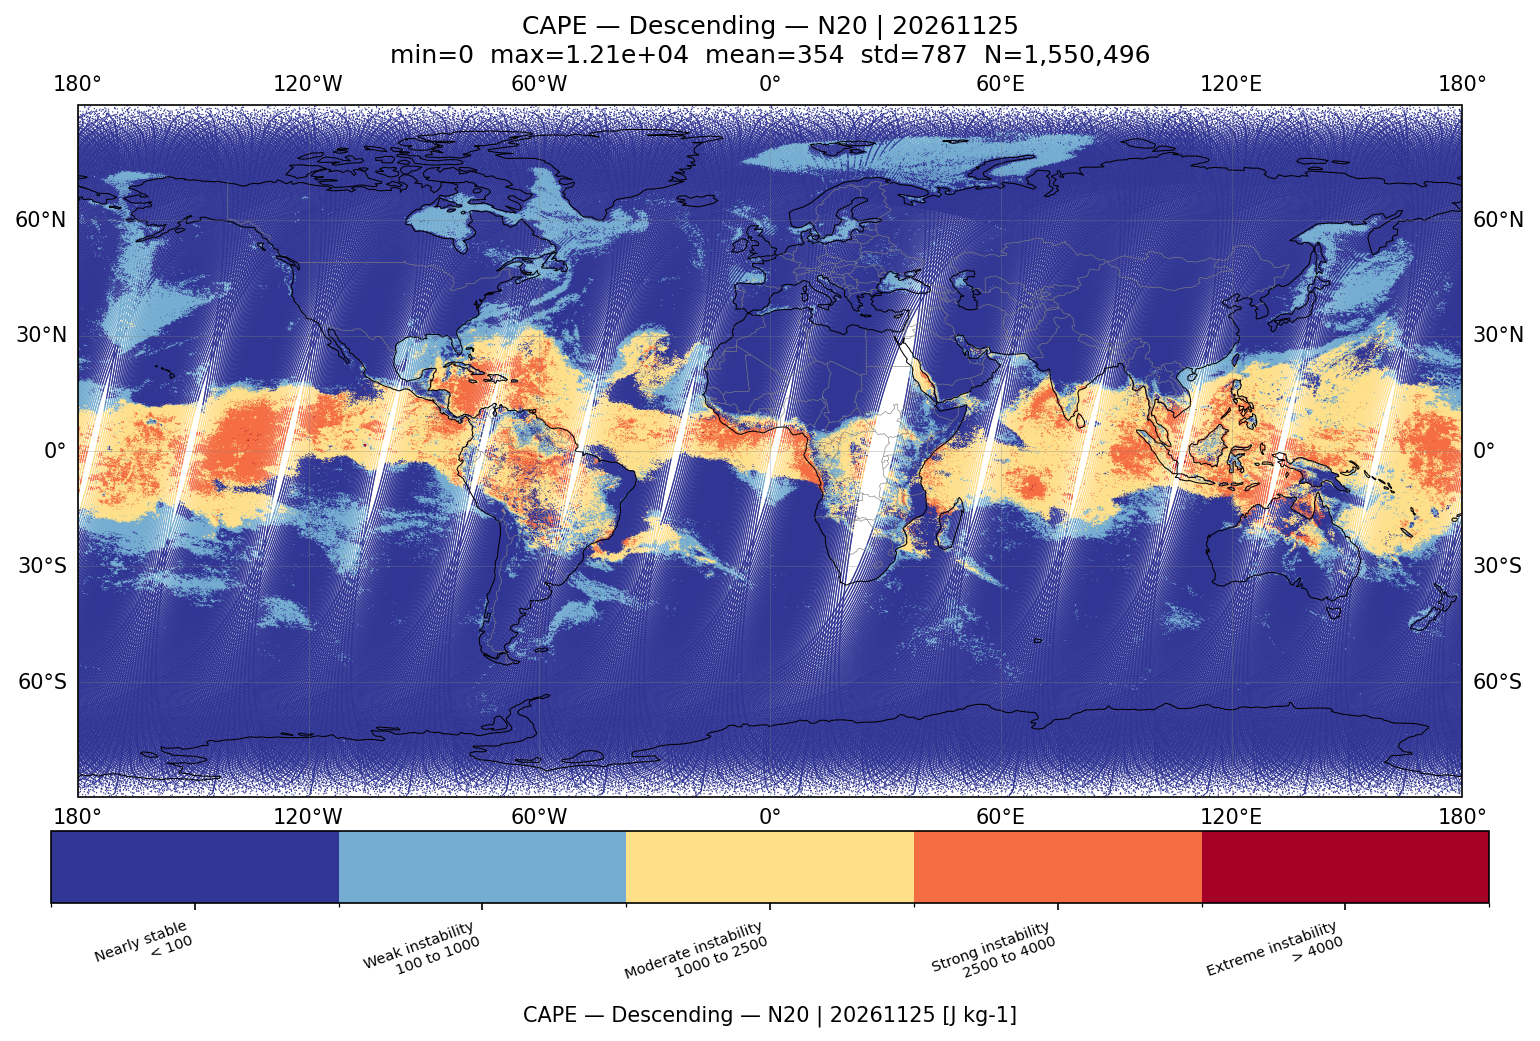 CAPE — Descending — N20 | 20261125
min=0 max=1.21e+04 mean=354 std=787 N=1,550,496
180° 120°W 60°W 0° 60°E 120°E 180°
60°N 60°N
30°N 30°N
0° 0°
30°S 30°S
60°S 60°S
180° 120°W 60°W 0° 60°E 120°E 180°
Nearly stable
< 100
Weak instability
100 to 1000
Moderate instability
1000 to 2500
Strong instability
2500 to 4000
Extreme instability
> 4000
CAPE — Descending — N20 | 20261125 [J kg-1]